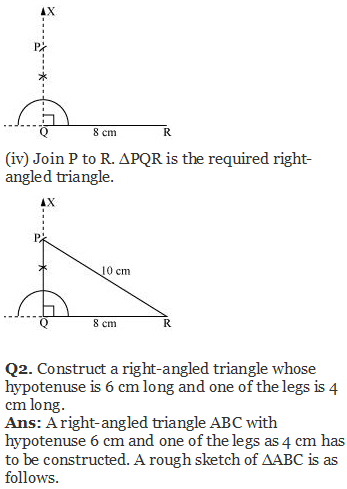 X
P
Q 8 cm R
(iv) Join P to R. ΔPQR is the required right-
angled triangle.
X
P
10 cm
Q 8 cm R
Q2. Construct a right-angled triangle whose
hypotenuse is 6 cm long and one of the legs is 4
cm long.
Ans: A right-angled triangle ABC with
hypotenuse 6 cm and one of the legs as 4 cm has
to be constructed. A rough sketch of ΔABC is as
follows.